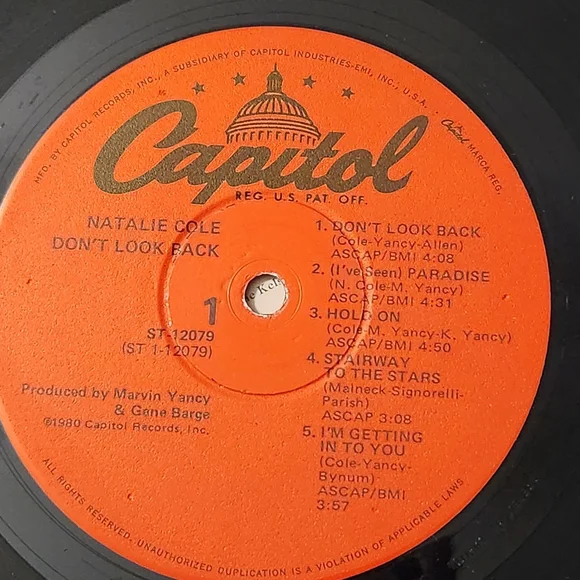 MFD. BY CAPITOL RECORDS, INC., A SUBSIDIARY OF CAPITOL INDUSTRIES-EMI, INC., U.S.A. • Capitol MARCA REG.
Capitol
REG. U.S. PAT. OFF.
NATALIE COLE
DON'T LOOK BACK
1
ST-12079
(ST 1-12079)
Produced by Marvin Yancy
& Gene Barge
℗1980 Capitol Records, Inc.
1. DON'T LOOK BACK
(Cole-Yancy-Allen)
ASCAP/BMI 4:08
2. (I've Seen) PARADISE
(N. Cole-M. Yancy)
ASCAP/BMI 4:31
3. HOLD ON
(Cole-M. Yancy-K. Yancy)
ASCAP/BMI 4:50
4. STAIRWAY
TO THE STARS
(Malneck-Signorelli-
Parish)
ASCAP 3:08
5. I'M GETTING
IN TO YOU
(Cole-Yancy-
Bynum)
ASCAP/BMI
3:57
ALL RIGHTS RESERVED. UNAUTHORIZED DUPLICATION IS A VIOLATION OF APPLICABLE LAWS